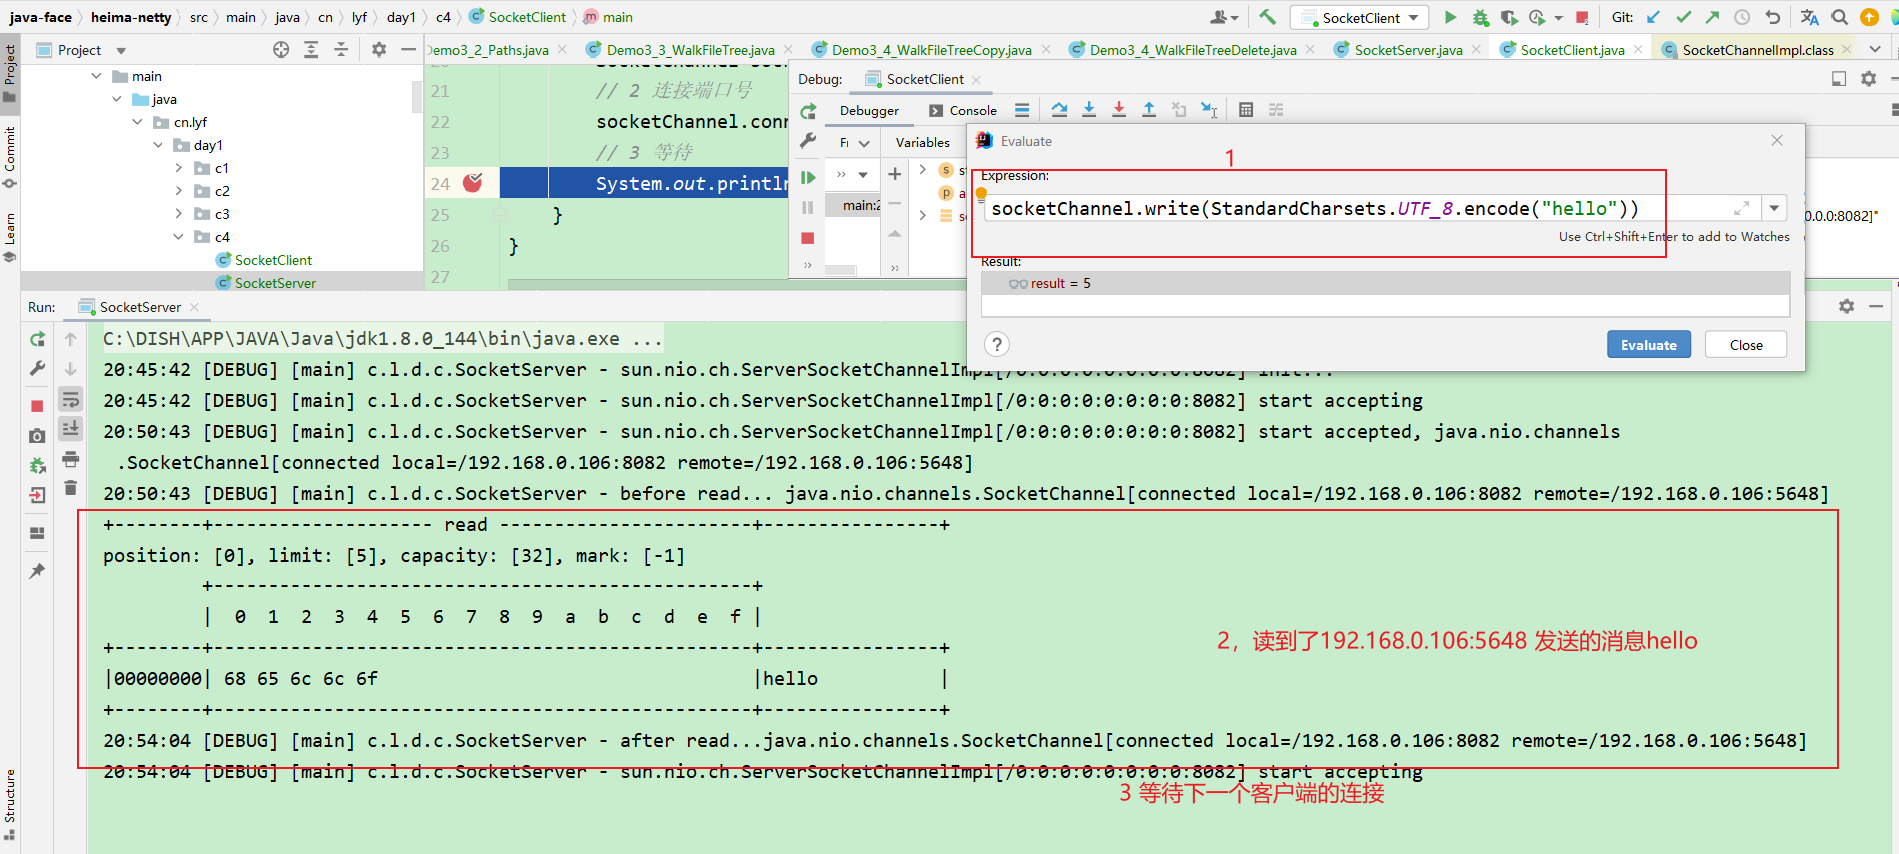 java-face > heima-netty > src > main > java > cn > lyf > day1 > c4 > SocketClient > main
SocketClient
Git:
Project
Demo3_2_Paths.java
Demo3_3_WalkFileTree.java
Demo3_4_WalkFileTreeCopy.java
Demo3_4_WalkFileTreeDelete.java
SocketServer.java
SocketClient.java
SocketChannelImpl.class
Project
Commit
Learn
Structure
main
java
cn.lyf
day1
c1
c2
c3
c4
SocketClient
SocketServer
21 // 2 连接端口号
22 socketChannel.conn
23 // 3 等待
24 System.out.println
25 }
26 }
27
Debug: SocketClient
Debugger Console
Variables
main:2
Evaluate
1
Expression:
socketChannel.write(StandardCharsets.UTF_8.encode("hello"))
0.0:0:8082]"
Use Ctrl+Shift+Enter to add to Watches
Result:
result = 5
? Evaluate Close
Run: SocketServer
C:\DISH\APP\JAVA\Java\jdk1.8.0_144\bin\java.exe ...
20:45:42 [DEBUG] [main] c.l.d.c.SocketServer - sun.nio.ch.ServerSocketChannelImpl[/0:0:0:0:0:0:0:0:8082] init...
20:45:42 [DEBUG] [main] c.l.d.c.SocketServer - sun.nio.ch.ServerSocketChannelImpl[/0:0:0:0:0:0:0:0:8082] start accepting
20:50:43 [DEBUG] [main] c.l.d.c.SocketServer - sun.nio.ch.ServerSocketChannelImpl[/0:0:0:0:0:0:0:0:8082] start accepted, java.nio.channels
.SocketChannel[connected local=/192.168.0.106:8082 remote=/192.168.0.106:5648]
20:50:43 [DEBUG] [main] c.l.d.c.SocketServer - before read... java.nio.channels.SocketChannel[connected local=/192.168.0.106:8082 remote=/192.168.0.106:5648]
+--------+-------------------- read -----------------------+----------------+
position: [0], limit: [5], capacity: [32], mark: [-1]
+-------------------------------------------------+
| 0 1 2 3 4 5 6 7 8 9 a b c d e f |
+--------+-------------------------------------------------+----------------+
|00000000| 68 65 6c 6c 6f |hello |
+--------+-------------------------------------------------+----------------+
2，读到了192.168.0.106:5648 发送的消息hello
20:54:04 [DEBUG] [main] c.l.d.c.SocketServer - after read...java.nio.channels.SocketChannel[connected local=/192.168.0.106:8082 remote=/192.168.0.106:5648]
20:54:04 [DEBUG] [main] c.l.d.c.SocketServer - sun.nio.ch.ServerSocketChannelImpl[/0:0:0:0:0:0:0:0:8082] start accepting
3 等待下一个客户端的连接